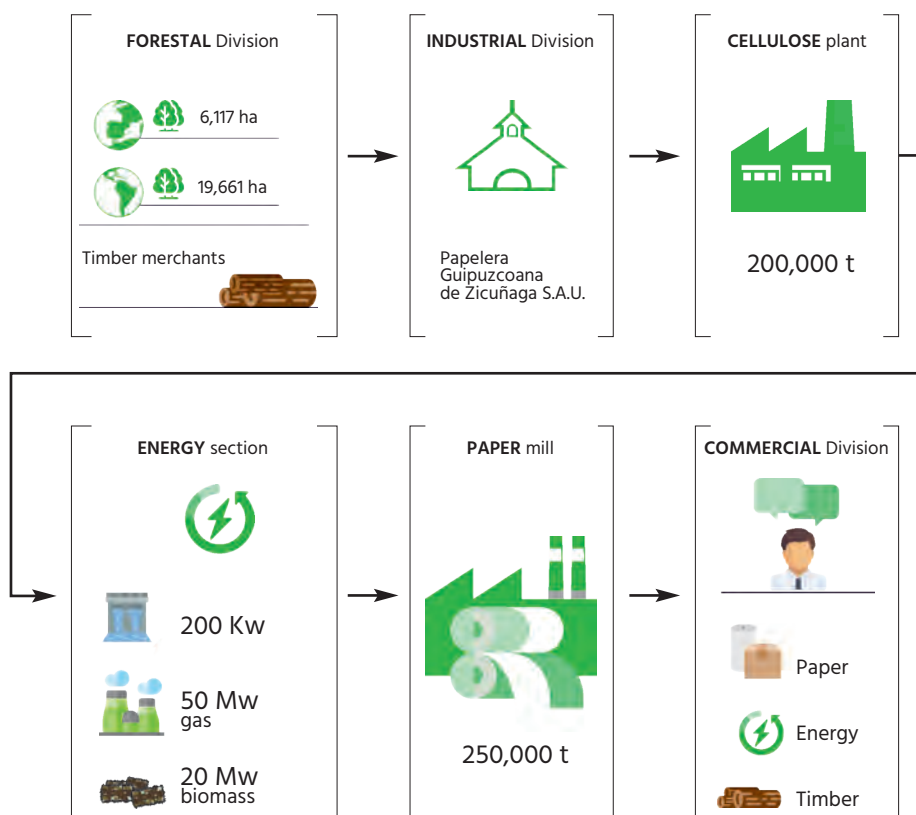 FORESTAL Division
6,117 ha
19,661 ha
Timber merchants
INDUSTRIAL Division
Papelera
Guipuzcoana
de Zicuñaga S.A.U.
CELLULOSE plant
200,000 t
ENERGY section
200 Kw
50 Mw
gas
20 Mw
biomass
PAPER mill
250,000 t
COMMERCIAL Division
Paper
Energy
Timber